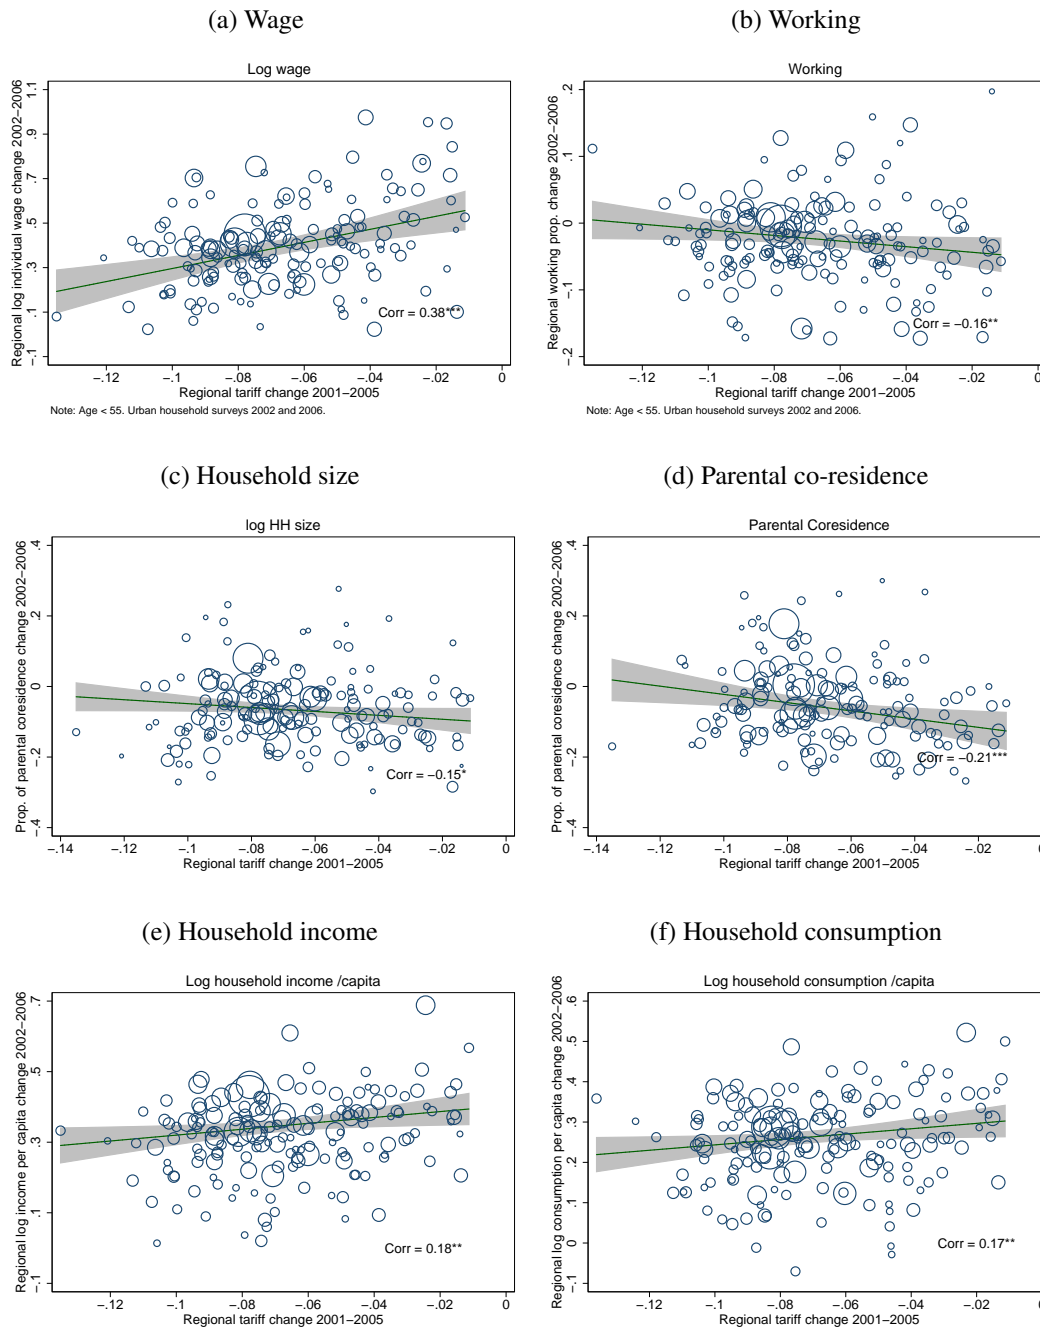 (a) Wage
(b) Working
Log wage
Regional log individual wage change 2002−2006
1.1
.9
.7
.5
.3
.1
−.1
Corr = 0.38***
−.12 −.1 −.08 −.06 −.04 −.02 0
Regional tariff change 2001−2005
Note: Age < 55. Urban household surveys 2002 and 2006.
Working
Regional working prop. change 2002−2006
.2
.1
0
−.1
−.2
Corr = −0.16**
−.12 −.1 −.08 −.06 −.04 −.02 0
Regional tariff change 2001−2005
Note: Age < 55. Urban household surveys 2002 and 2006.
(c) Household size
(d) Parental co-residence
log HH size
Prop. of parental coresidence change 2002−2006
.4
.2
0
−.2
−.4
Corr = −0.15*
−.14 −.12 −.1 −.08 −.06 −.04 −.02 0
Regional tariff change 2001−2005
Parental Coresidence
Prop. of parental coresidence change 2002−2006
.4
.2
0
−.2
−.4
Corr = −0.21***
−.14 −.12 −.1 −.08 −.06 −.04 −.02 0
Regional tariff change 2001−2005
(e) Household income
(f) Household consumption
Log household income /capita
Regional log income per capita change 2002−2006
.7
.5
.3
.1
−.1
Corr = 0.18**
−.12 −.1 −.08 −.06 −.04 −.02 0
Regional tariff change 2001−2005
Log household consumption /capita
Regional log consumption per capita change 2002−2006
.6
.5
.4
.3
.2
.1
0
−.1
Corr = 0.17**
−.12 −.1 −.08 −.06 −.04 −.02 0
Regional tariff change 2001−2005